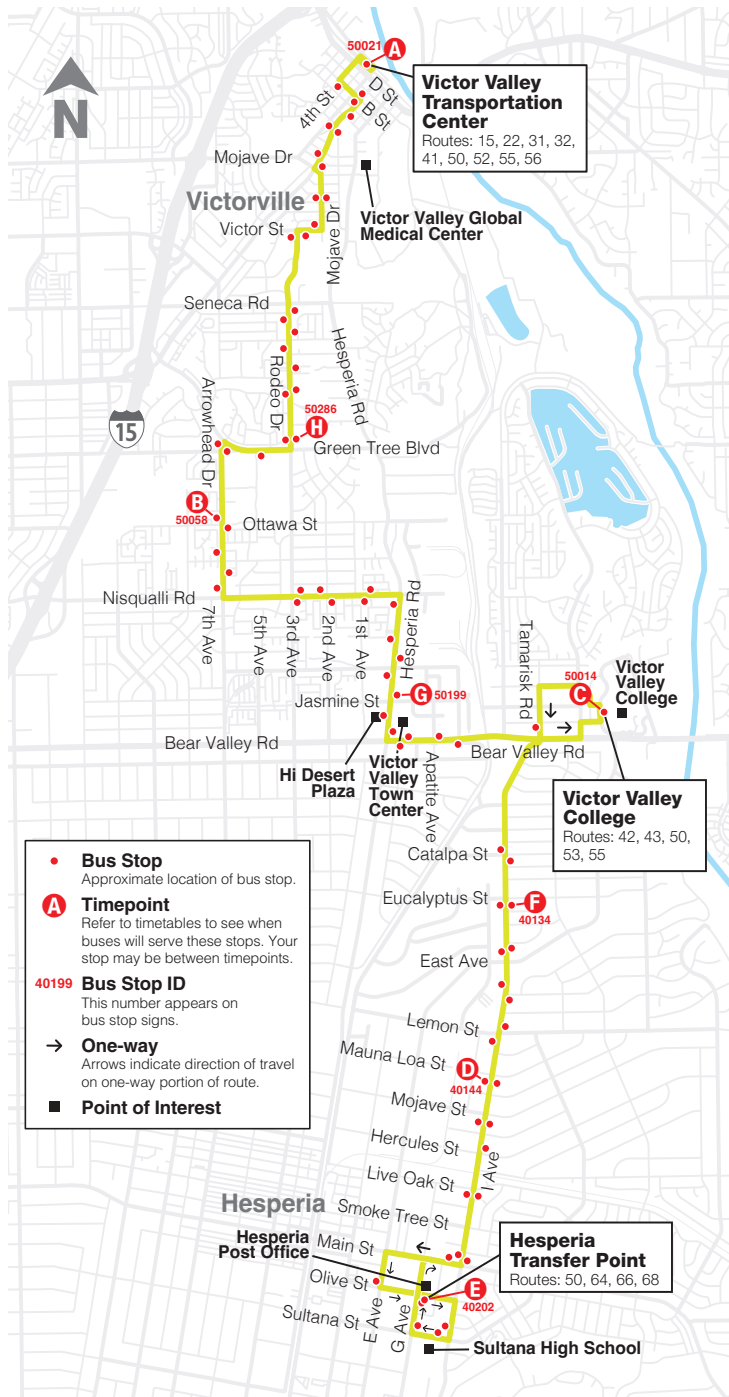 50021
A
Victor Valley
Transportation
Center
Routes: 15, 22, 31, 32,
41, 50, 52, 55, 56
N
4th St
D St
B St
Mojave Dr
Victorville
Victor Valley Global
Medical Center
Victor St
Mojave Dr
Seneca Rd
Hesperia Rd
Rodeo Dr
Arrowhead Dr
15
50286
H
Green Tree Blvd
B
50058
Ottawa St
Nisqualli Rd
7th Ave
5th Ave
3rd Ave
2nd Ave
1st Ave
Hesperia Rd
Tamarisk Rd
50014
C
Victor
Valley
College
Jasmine St
G
50199
Bear Valley Rd
Hi Desert
Plaza
Victor
Valley
Town
Center
Apatite Ave
Bear Valley Rd
Victor Valley
College
Routes: 42, 43, 50,
53, 55
Catalpa St
Eucalyptus St
F
40134
East Ave
Lemon St
Mauna Loa St
D
40144
Mojave St
Hercules St
Live Oak St
I Ave
Smoke Tree St
Hesperia
Hesperia
Post Office
Main St
Hesperia
Transfer Point
Routes: 50, 64, 66, 68
Olive St
E
40202
Sultana St
E Ave
G Ave
Sultana High School
Bus Stop
Approximate location of bus stop.
A
Timepoint
Refer to timetables to see when
buses will serve these stops. Your
stop may be between timepoints.
40199 Bus Stop ID
This number appears on
bus stop signs.
One-way
Arrows indicate direction of travel
on one-way portion of route.
Point of Interest